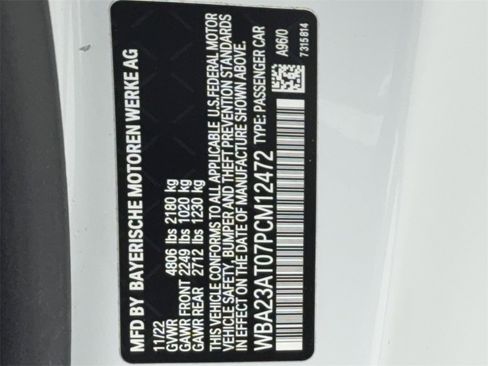 MFD BY BAYERISCHE MOTOREN WERKE AG
11/22
GVWR 4806 lbs 2180 kg
GAWR FRONT 2249 lbs 1020 kg
GAWR REAR 2712 lbs 1230 kg
THIS VEHICLE CONFORMS TO ALL APPLICABLE U.S. FEDERAL MOTOR
VEHICLE SAFETY, BUMPER AND THEFT PREVENTION STANDARDS
IN EFFECT ON THE DATE OF MANUFACTURE SHOWN ABOVE.
WBA23AT07PCM12472 TYPE: PASSENGER CAR
A96/0
7315814